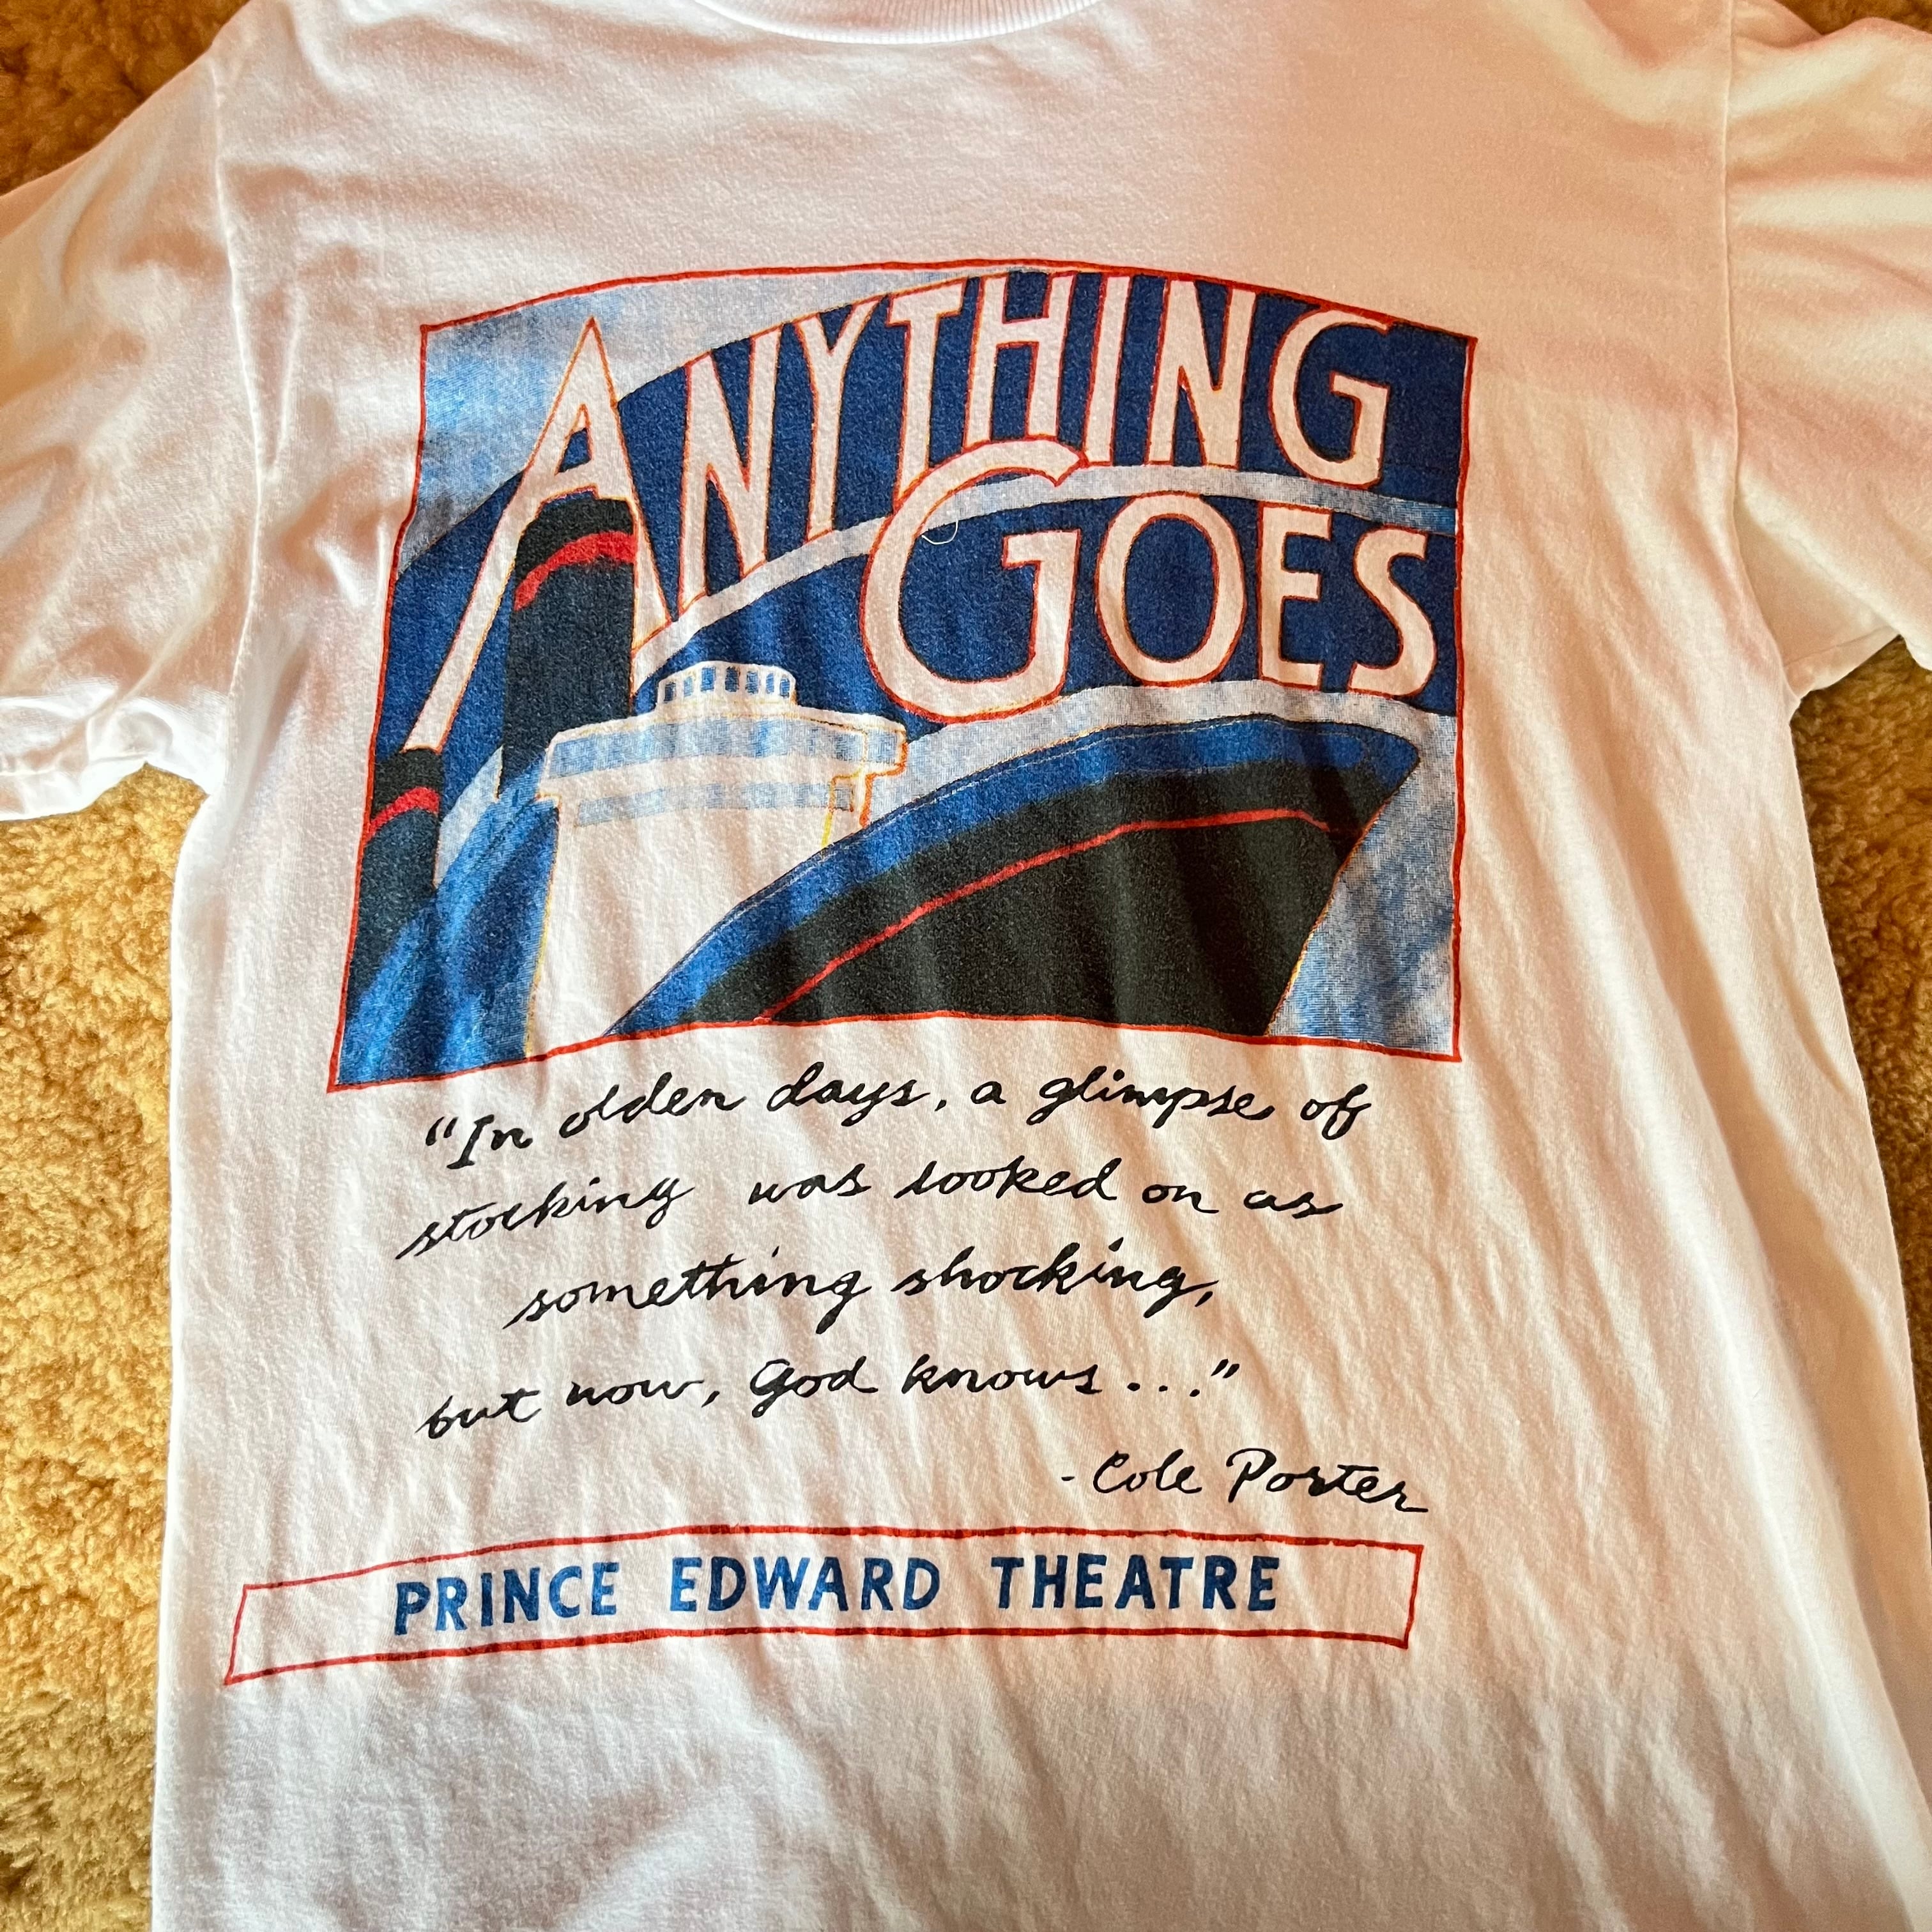 ANYTHING
GOES
"In olden days, a glimpse of
stocking was looked on as
something shocking,
but now, God knows..."
-Cole Porter
PRINCE EDWARD THEATRE